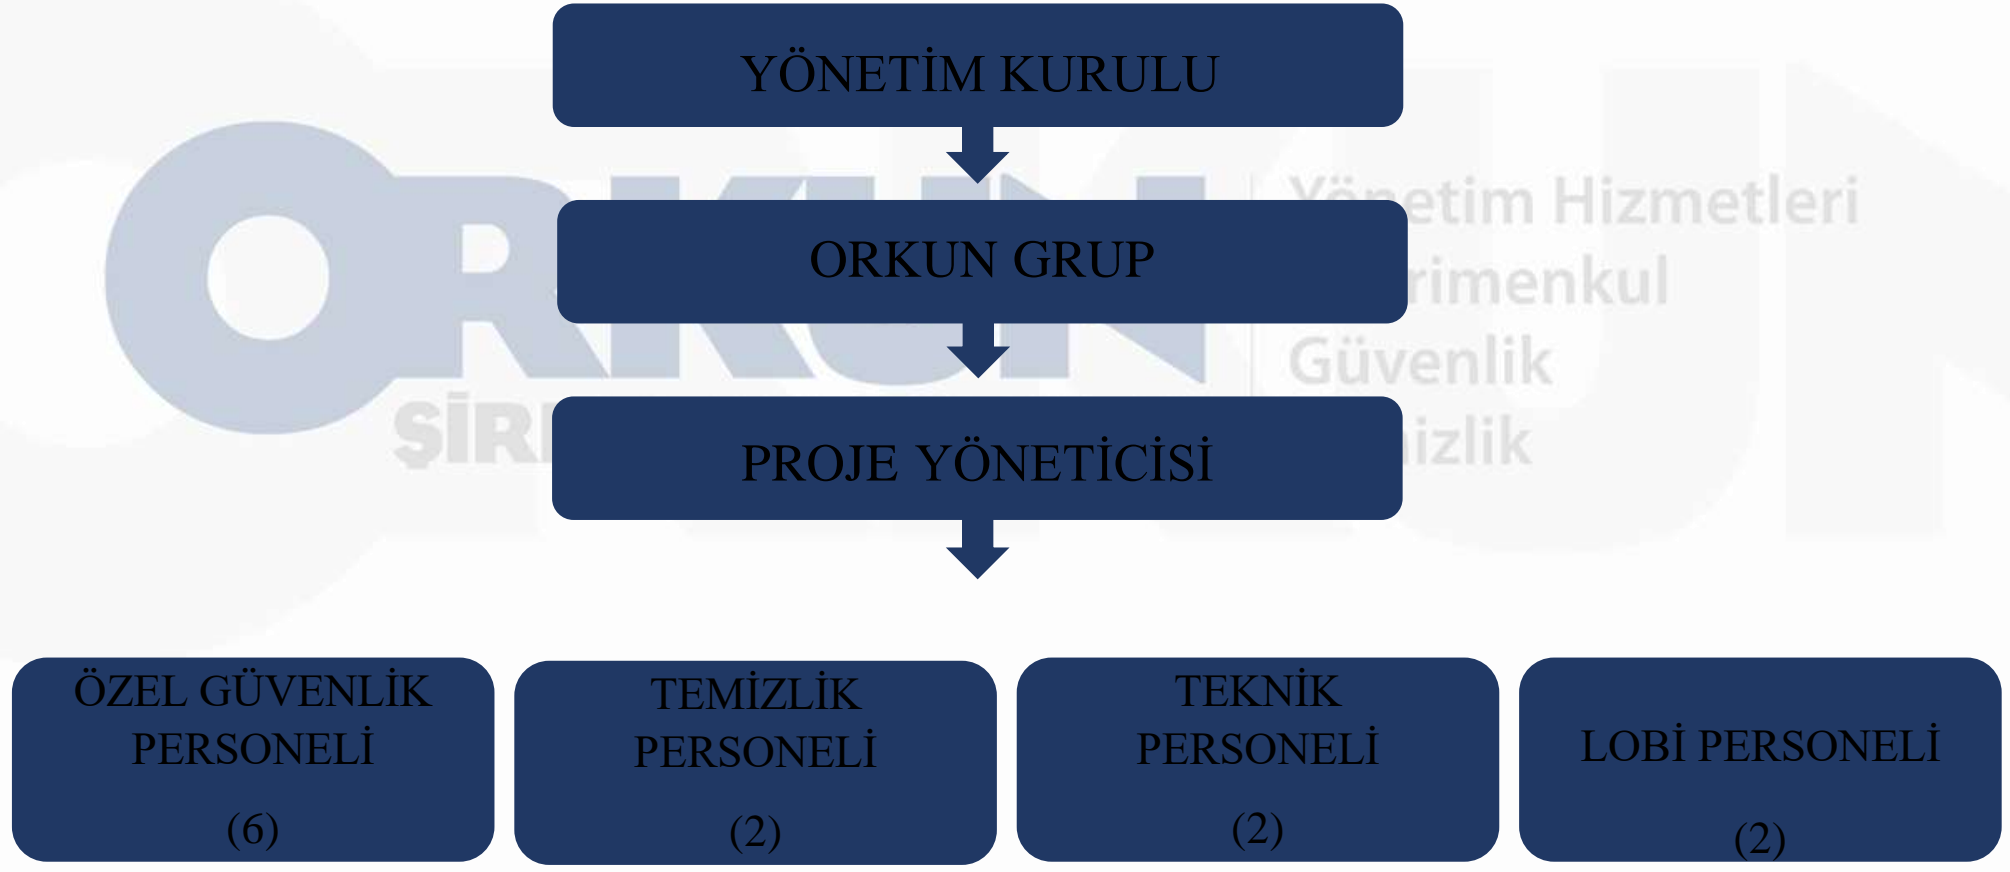 YÖNETİM KURULU
ORKUN GRUP
PROJE YÖNETİCİSİ
ÖZEL GÜVENLİK
PERSONELİ
(6)
TEMİZLİK
PERSONELİ
(2)
TEKNİK
PERSONELİ
(2)
LOBİ PERSONELİ
(2)
ORKUN
Yönetim Hizmetleri
Güvenlik